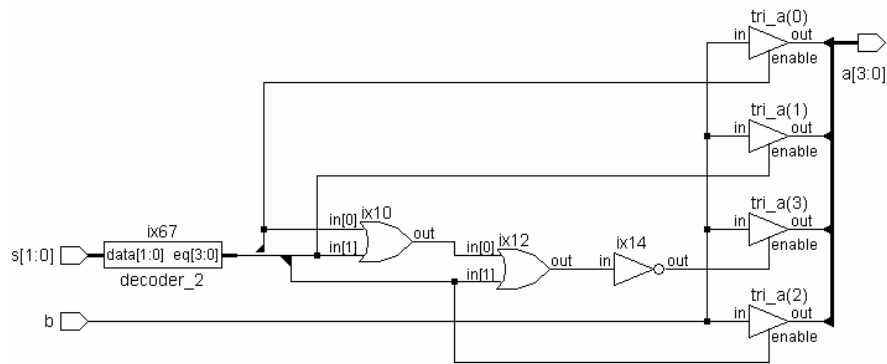 tri_a(0)
in out
enable
a[3:0]
tri_a(1)
in out
enable
tri_a(3)
in out
enable
ix10
in[0]
in[1]
out
ix12
in[0]
in[1]
out
ix14
in out
ix67
s[1:0]
data[1:0] eq[3:0]
decoder_2
tri_a(2)
in out
enable
b